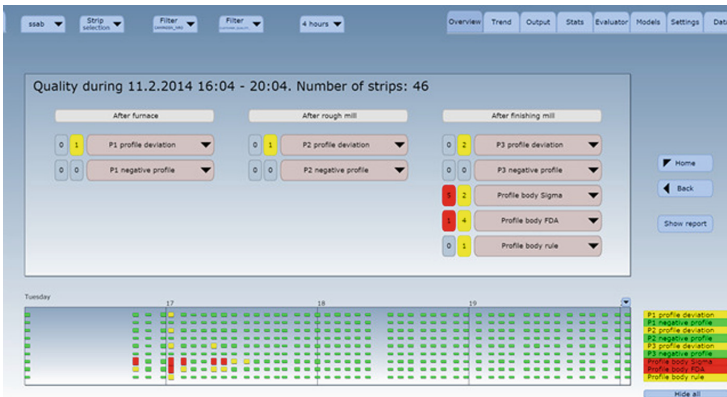 ssab
Strip
selection
Filter
Filter
4 hours
Overview
Trend
Output
Stats
Evaluator
Models
Settings
Dat
Quality during 11.2.2014 16:04 - 20:04. Number of strips: 46
After furnace
After rough mill
After finishing mill
0 1 P1 profile deviation
0 1 P2 profile deviation
0 2 P3 profile deviation
0 0 P1 negative profile
0 0 P2 negative profile
0 0 P3 negative profile
5 2 Profile body Sigma
1 4 Profile body FDA
0 1 Profile body rule
Home
Back
Show report
Tuesday
17
18
19
P1 profile deviation
P1 negative profile
P2 profile deviation
P2 negative profile
P3 profile deviation
P3 negative profile
Profile body Sigma
Profile body FDA
Profile body rule
Hide all